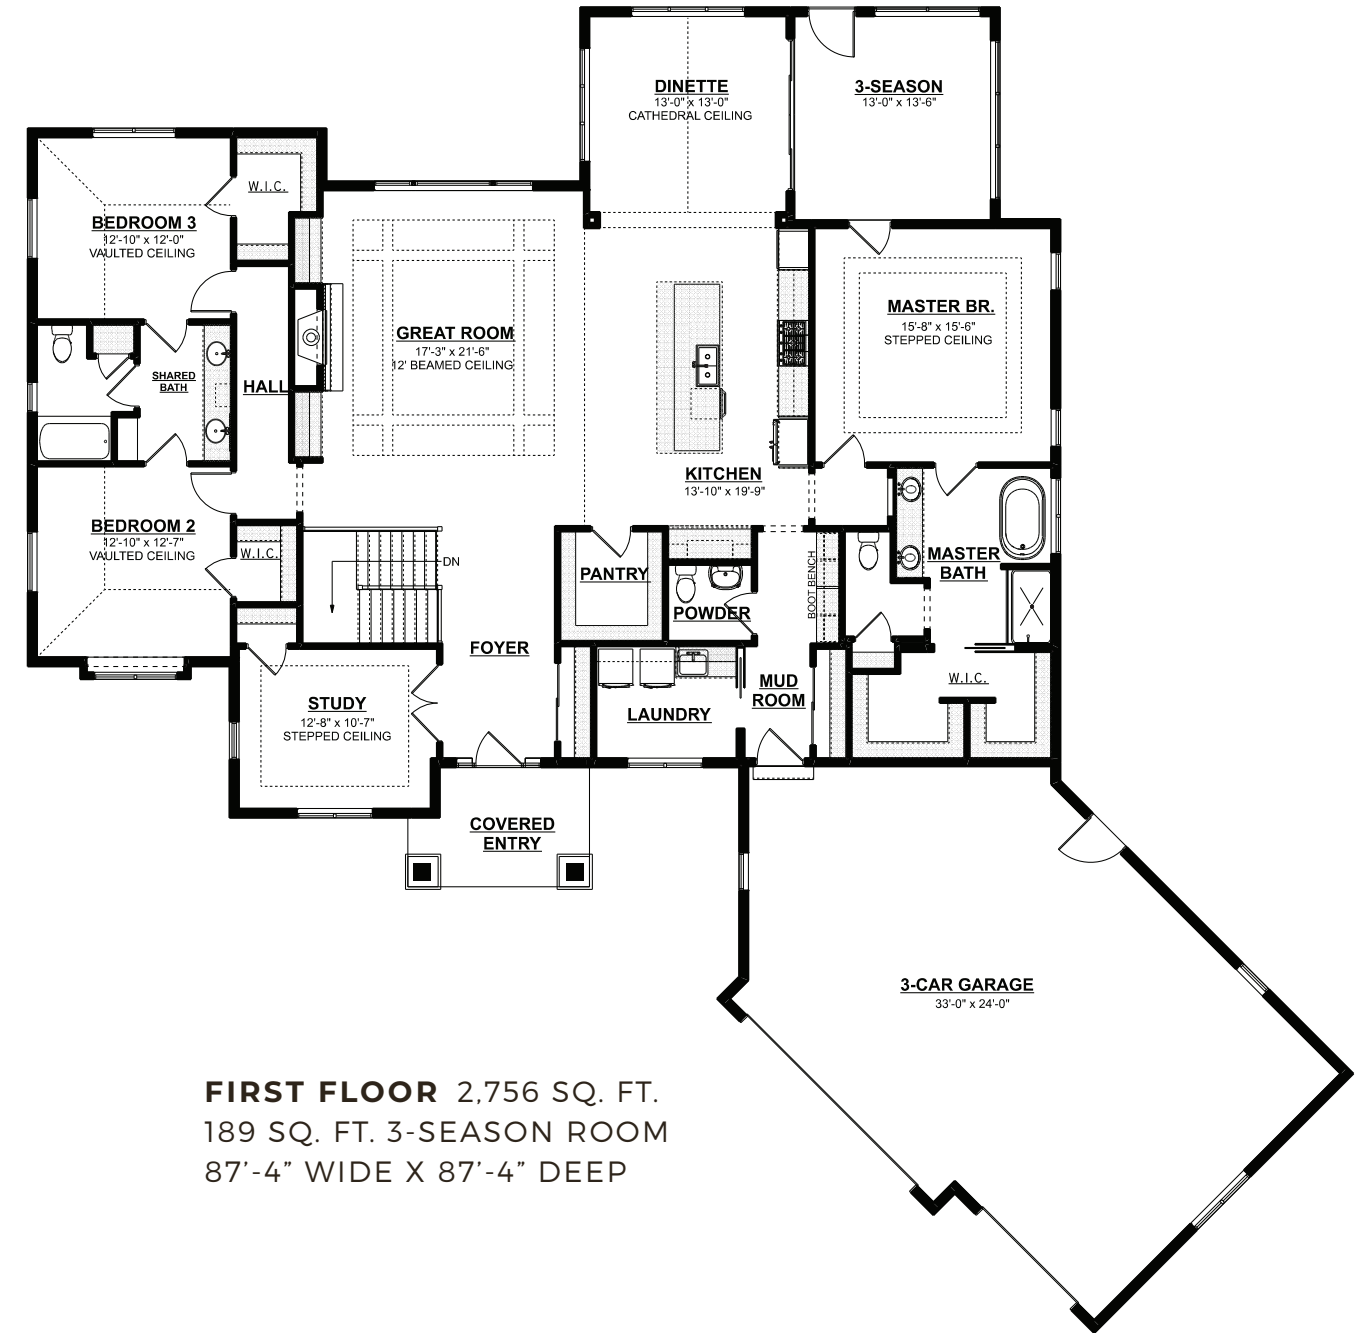 DINETTE
13'-0" x 13'-0"
CATHEDRAL CEILING
3-SEASON
13'-0" x 13'-6"
W.I.C.
BEDROOM 3
12'-10" x 12'-0"
VAULTED CEILING
MASTER BR.
15'-8" x 15'-6"
STEPPED CEILING
GREAT ROOM
17'-3" x 21'-6"
12' BEAMED CEILING
SHARED
BATH
HALL
KITCHEN
13'-10" x 19'-9"
BEDROOM 2
12'-10" x 12'-7"
VAULTED CEILING
W.I.C.
DN
PANTRY
POWDER
BOOT BENCH
MASTER
BATH
FOYER
W.I.C.
MUD
ROOM
STUDY
12'-8" x 10'-7"
STEPPED CEILING
LAUNDRY
COVERED
ENTRY
3-CAR GARAGE
33'-0" x 24'-0"
FIRST FLOOR 2,756 SQ. FT.
189 SQ. FT. 3-SEASON ROOM
87'-4” WIDE X 87'-4” DEEP